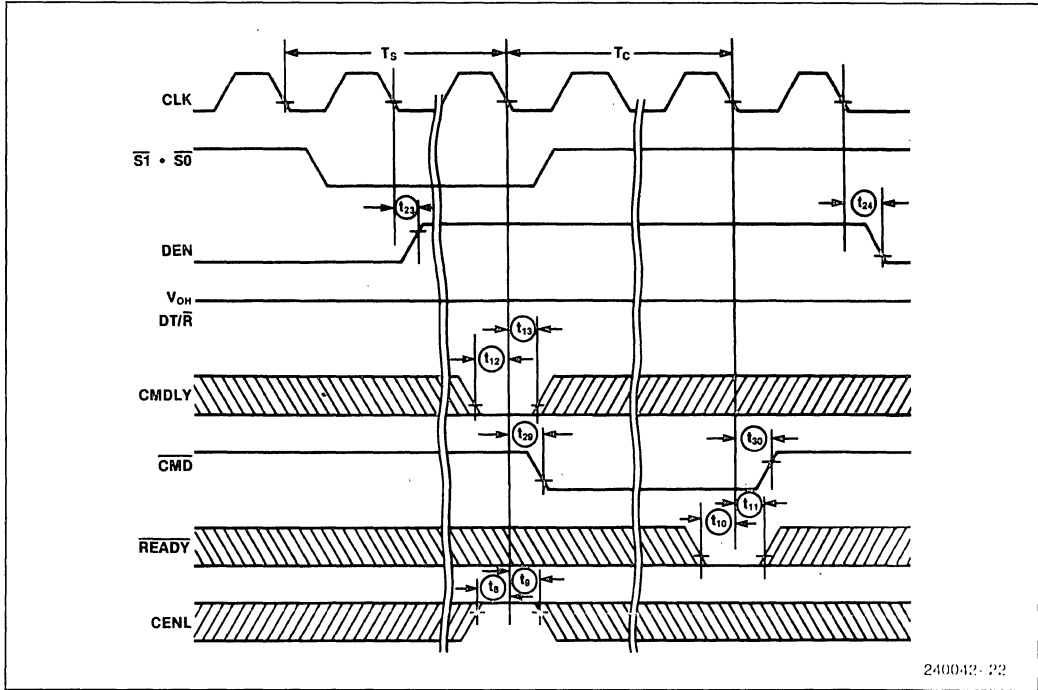 Ts Tc
CLK
S1 • S0
t23 t24
DEN
VOH
DT/R
t13
t12
CMDLY
t29 t30
CMD
t11
t10
READY
t8 t9
CENL
240042-22